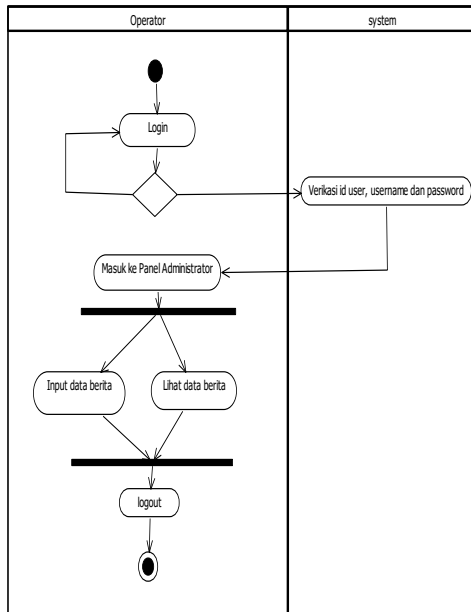 Operator
system
Login
Verikasi id user, username dan password
Masuk ke Panel Administrator
Input data berita
Lihat data berita
logout